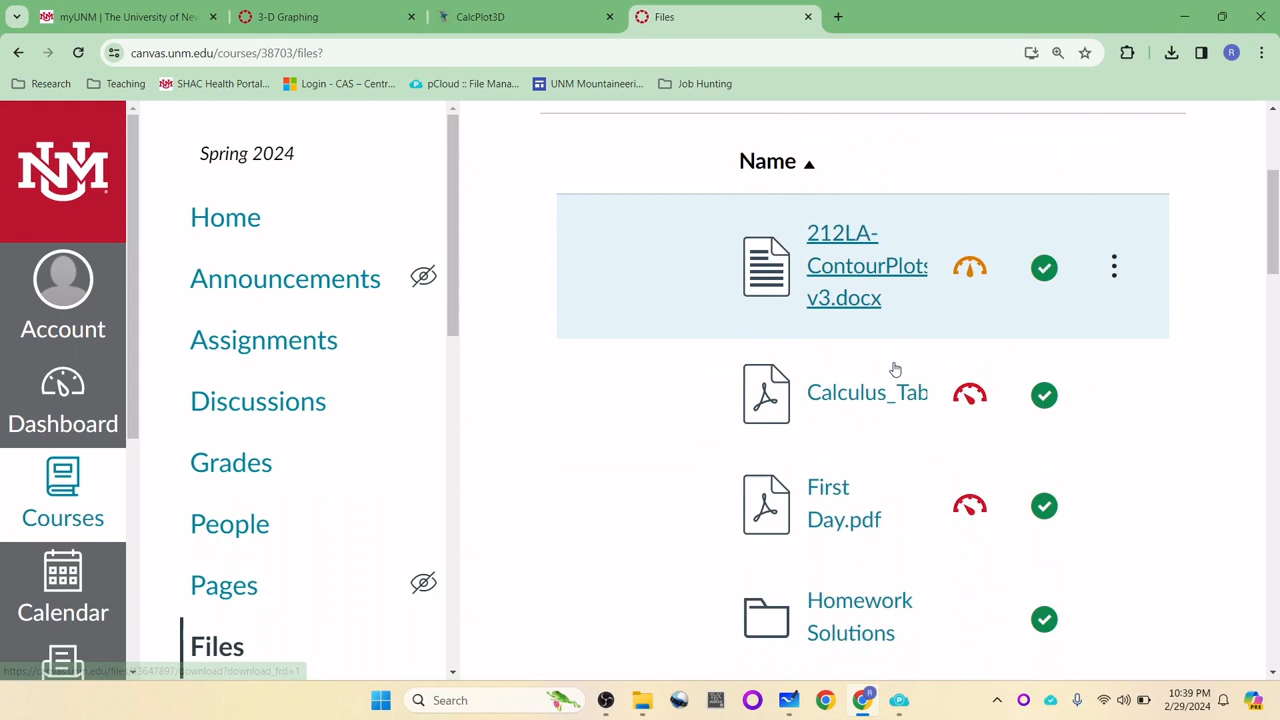 myUNM | The University of Nev
3-D Graphing
CalcPlot3D
Files
canvas.unm.edu/courses/38703/files?
R
Research
Teaching
SHAC Health Portal...
Login - CAS – Centr...
pCloud :: File Mana...
UNM Mountaineeri...
Job Hunting
Account
Dashboard
Courses
Calendar
Spring 2024
Home
Announcements
Assignments
Discussions
Grades
People
Pages
Files
Name
212LA-
ContourPlots
v3.docx
Calculus_Tab
First
Day.pdf
Homework
Solutions
Search
10:39 PM
2/29/2024